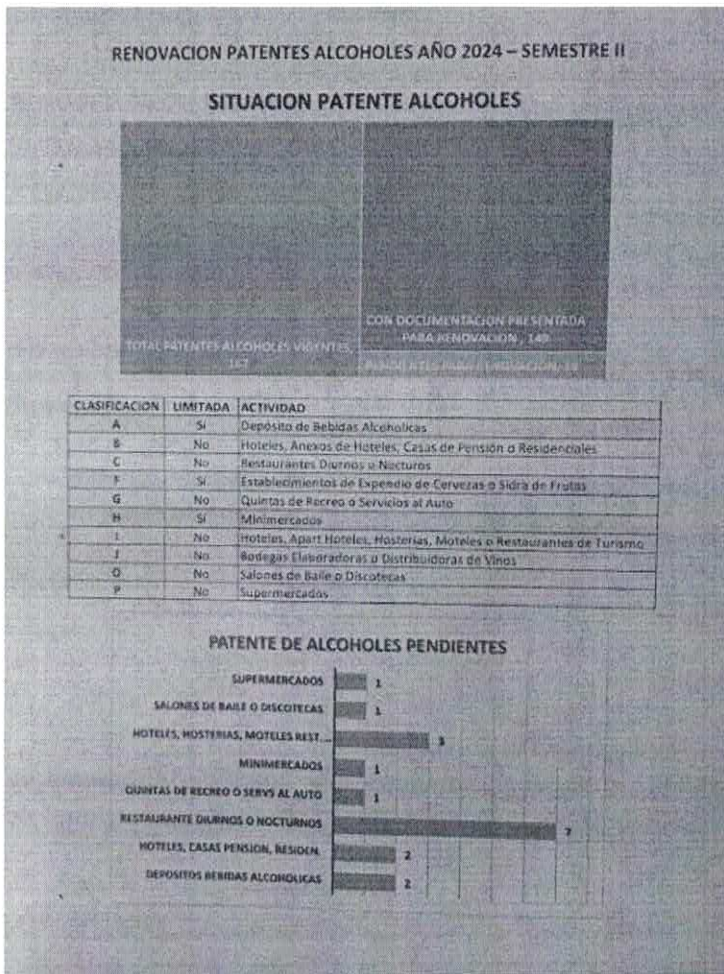 RENOVACION PATENTES ALCOHOLES AÑO 2024 – SEMESTRE II
SITUACION PATENTE ALCOHOLES
TOTAL PATENTES ALCOHOLES VIGENTES,
CON DOCUMENTACION PRESENTADA
PARA RENOVACION, 149
CLASIFICACION LIMITADA ACTIVIDAD
A Si Depósito de Bebidas Alcoholicas
B No Hoteles, Anexos de Hoteles, Casas de Pensión o Residenciales
C No Restaurantes Diurnos o Nocturos
F Si Establecimientos de Expendio de Cervezas o Sidra de Frutas
G No Quintas de Recreo o Servicios al Auto
H Si Minimercados
I No Hoteles, Apart Hoteles, Hosterias, Moteles o Restaurantes de Turismo
J No Bodegas Elaboradoras o Distribuidoras de Vinos
O No Salones de Baile o Discotecas
P No Supermercados
PATENTE DE ALCOHOLES PENDIENTES
SUPERMERCADOS 1
SALONES DE BAILE O DISCOTECAS 1
HOTELES, HOSTERIAS, MOTELES REST. ... 3
MINIMERCADOS 1
QUINTAS DE RECREO O SERVS AL AUTO 1
RESTAURANTE DIURNOS O NOCTURNOS 7
HOTELES, CASAS PENSION, RESIDEN. 2
DEPOSITOS BEBIDAS ALCOHOLICAS 2